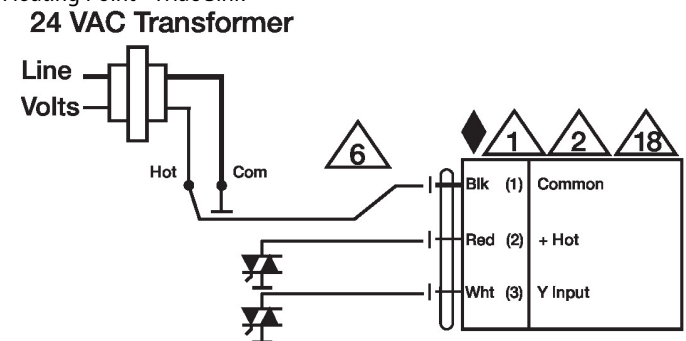 24 VAC Transformer
Line
Volts
Hot
Com
6
1
2
18
Blk (1) Common
Red (2) + Hot
Wht (3) Y Input